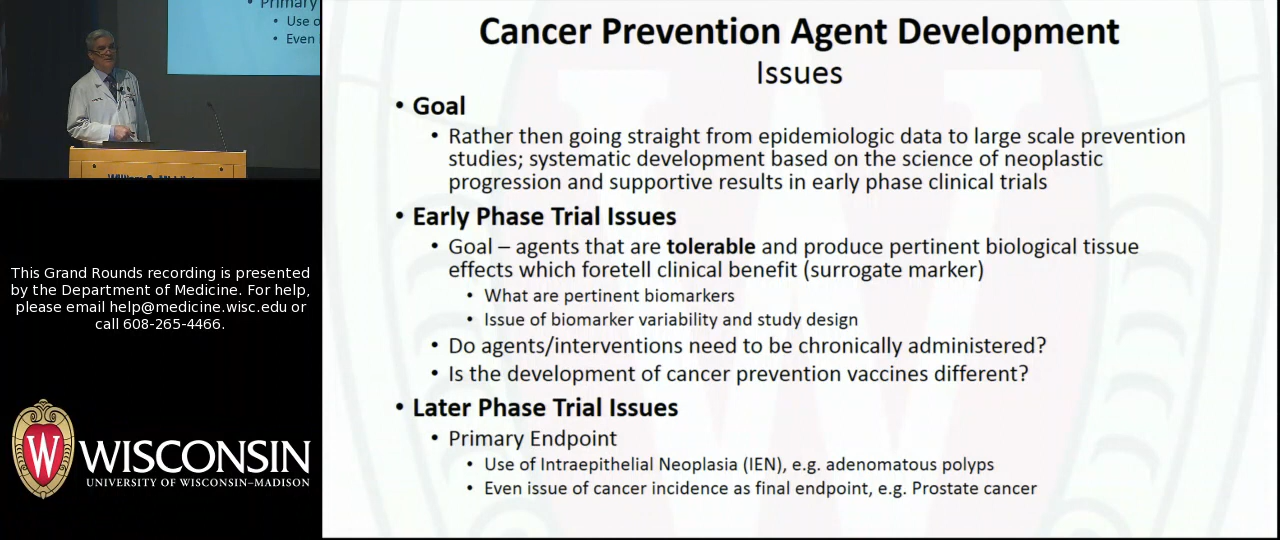 Primary
Use o
Even
This Grand Rounds recording is presented
by the Department of Medicine. For help,
please email help@medicine.wisc.edu or
call 608-265-4466.
W
WISCONSIN
UNIVERSITY OF WISCONSIN–MADISON
Cancer Prevention Agent Development
Issues
• Goal
• Rather then going straight from epidemiologic data to large scale prevention
studies; systematic development based on the science of neoplastic
progression and supportive results in early phase clinical trials
• Early Phase Trial Issues
• Goal – agents that are tolerable and produce pertinent biological tissue
effects which foretell clinical benefit (surrogate marker)
• What are pertinent biomarkers
• Issue of biomarker variability and study design
• Do agents/interventions need to be chronically administered?
• Is the development of cancer prevention vaccines different?
• Later Phase Trial Issues
• Primary Endpoint
• Use of Intraepithelial Neoplasia (IEN), e.g. adenomatous polyps
• Even issue of cancer incidence as final endpoint, e.g. Prostate cancer